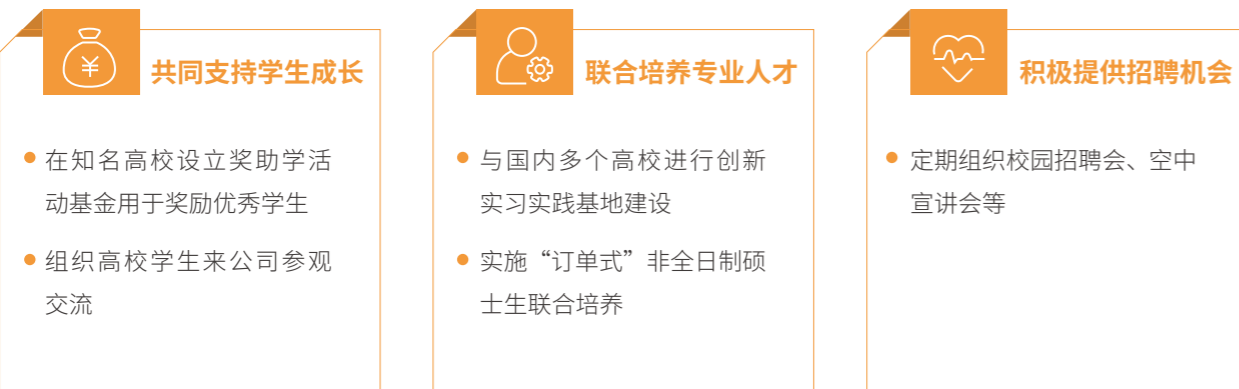 共同支持学生成长
在知名高校设立奖助学活
动基金用于奖励优秀学生
组织高校学生来公司参观
交流
联合培养专业人才
与国内多个高校进行创新
实习实践基地建设
实施“订单式”非全日制硕
士生联合培养
积极提供招聘机会
定期组织校园招聘会、空中
宣讲会等